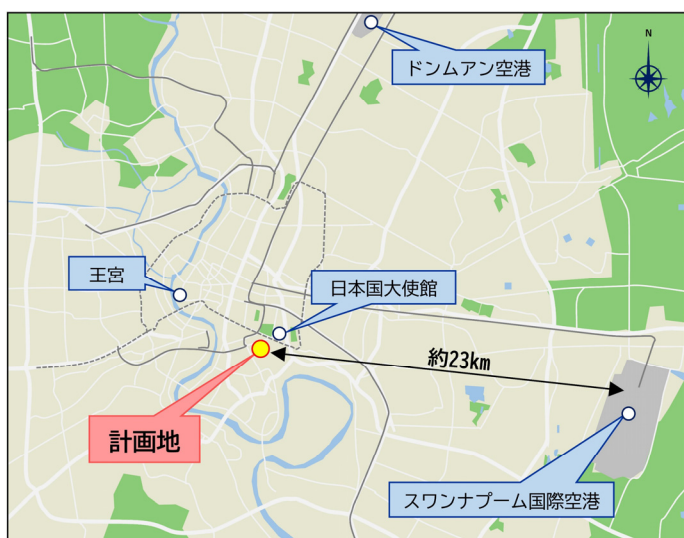 ドンムアン空港
N
王宮
日本国大使館
約23km
計画地
スワンナプーム国際空港